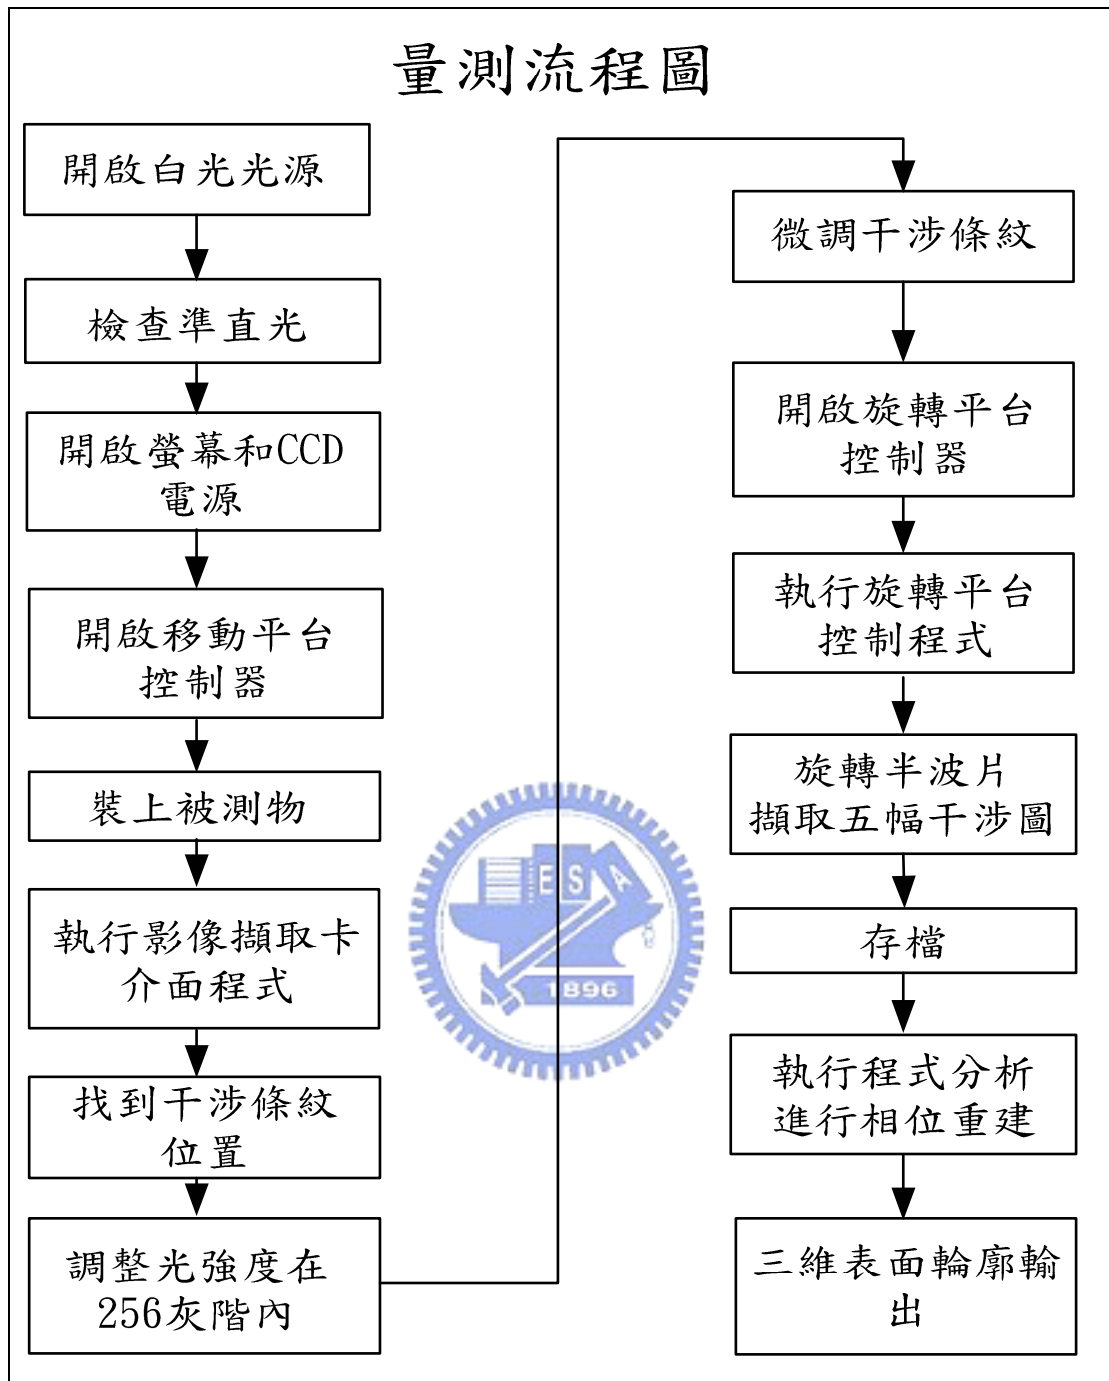 量測流程圖
開啟白光光源
檢查準直光
開啟螢幕和CCD
電源
開啟移動平台
控制器
裝上被測物
執行影像擷取卡
介面程式
找到干涉條紋
位置
調整光強度在
256灰階內
微調干涉條紋
開啟旋轉平台
控制器
執行旋轉平台
控制程式
旋轉半波片
擷取五幅干涉圖
存檔
執行程式分析
進行相位重建
三維表面輪廓輸
出
E S A
1896